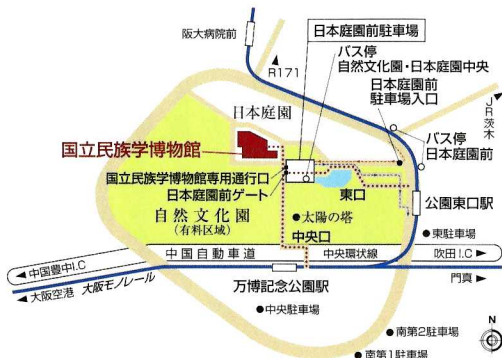 阪大病院前
日本庭園前駐車場
バス停
自然文化園・日本庭園中央
R171
日本庭園前
駐車場入口
JR茨木
日本庭園
バス停
日本庭園前
国立民族学博物館
国立民族学博物館専用通行口
日本庭園前ゲート
東口
公園東口駅
自然文化園
(有料区域)
太陽の塔
東駐車場
中央口
中国自動車道
中央環状線
吹田I.C
中国豊中I.C
大阪空港
大阪モノレール
万博記念公園駅
門真
中央駐車場
南第2駐車場
南第1駐車場
N